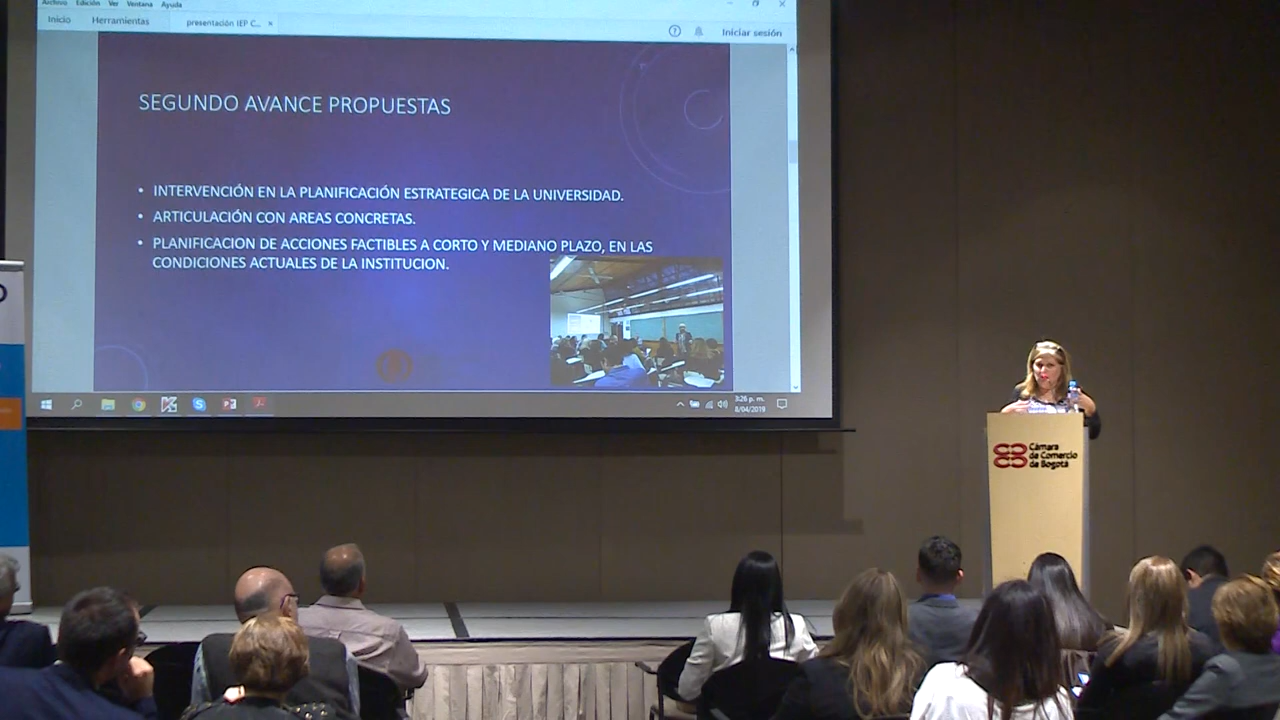 Archivo Edición Ver Ventana Ayuda
Inicio Herramientas presentación IEP C... × ? Iniciar sesión
SEGUNDO AVANCE PROPUESTAS
• INTERVENCIÓN EN LA PLANIFICACIÓN ESTRATEGICA DE LA UNIVERSIDAD.
• ARTICULACIÓN CON AREAS CONCRETAS.
• PLANIFICACION DE ACCIONES FACTIBLES A CORTO Y MEDIANO PLAZO, EN LAS
CONDICIONES ACTUALES DE LA INSTITUCION.
3:26 p. m.
8/04/2019
Cámara
de Comercio
de Bogotá